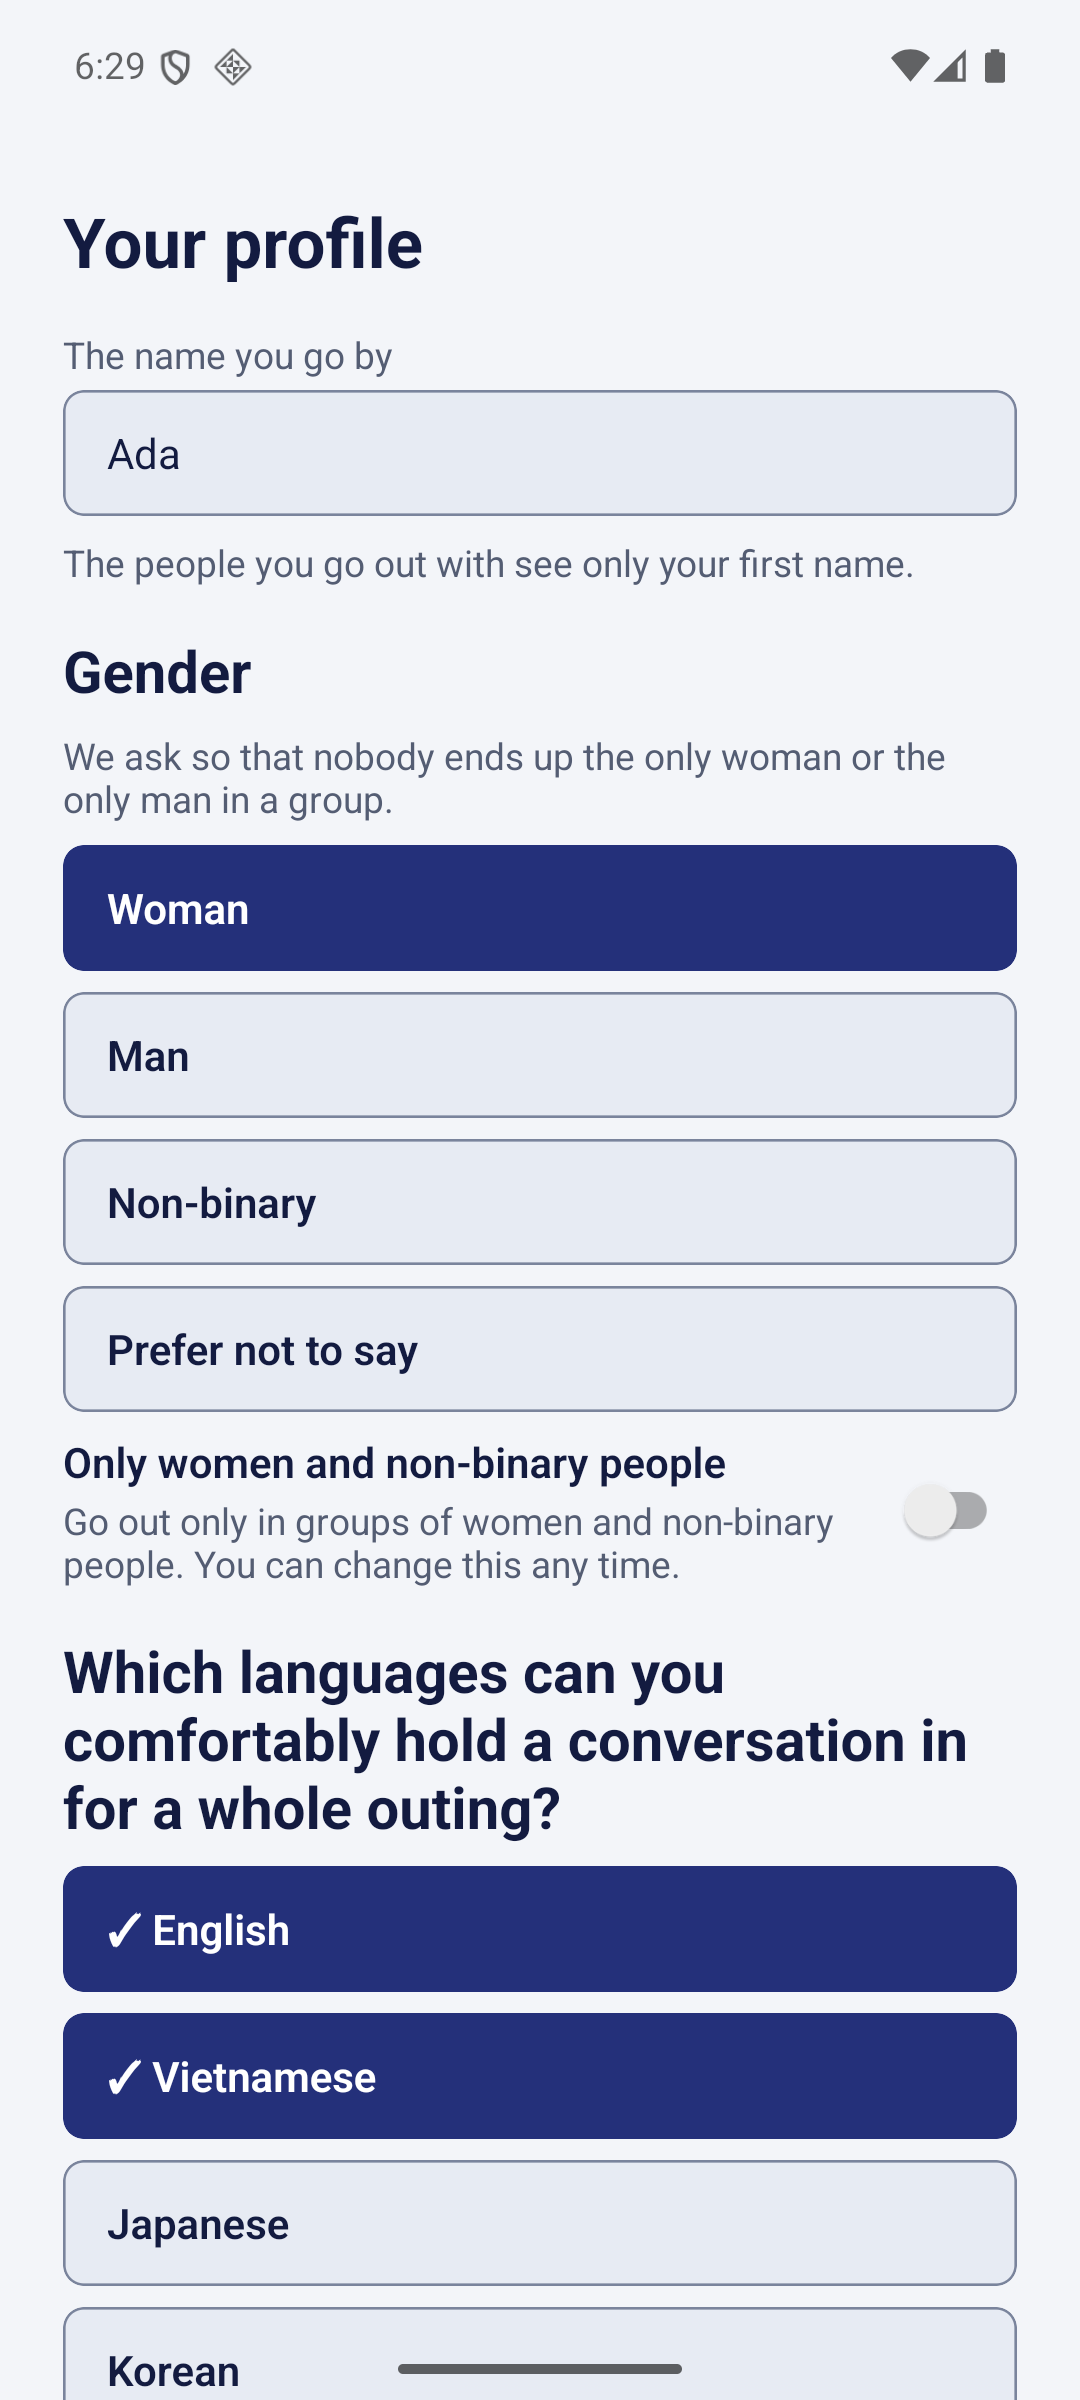 6:29
Your profile
The name you go by
Ada
The people you go out with see only your first name.
Gender
We ask so that nobody ends up the only woman or the
only man in a group.
Woman
Man
Non-binary
Prefer not to say
Only women and non-binary people
Go out only in groups of women and non-binary
people. You can change this any time.
Which languages can you
comfortably hold a conversation in
for a whole outing?
✓ English
✓ Vietnamese
Japanese
Korean